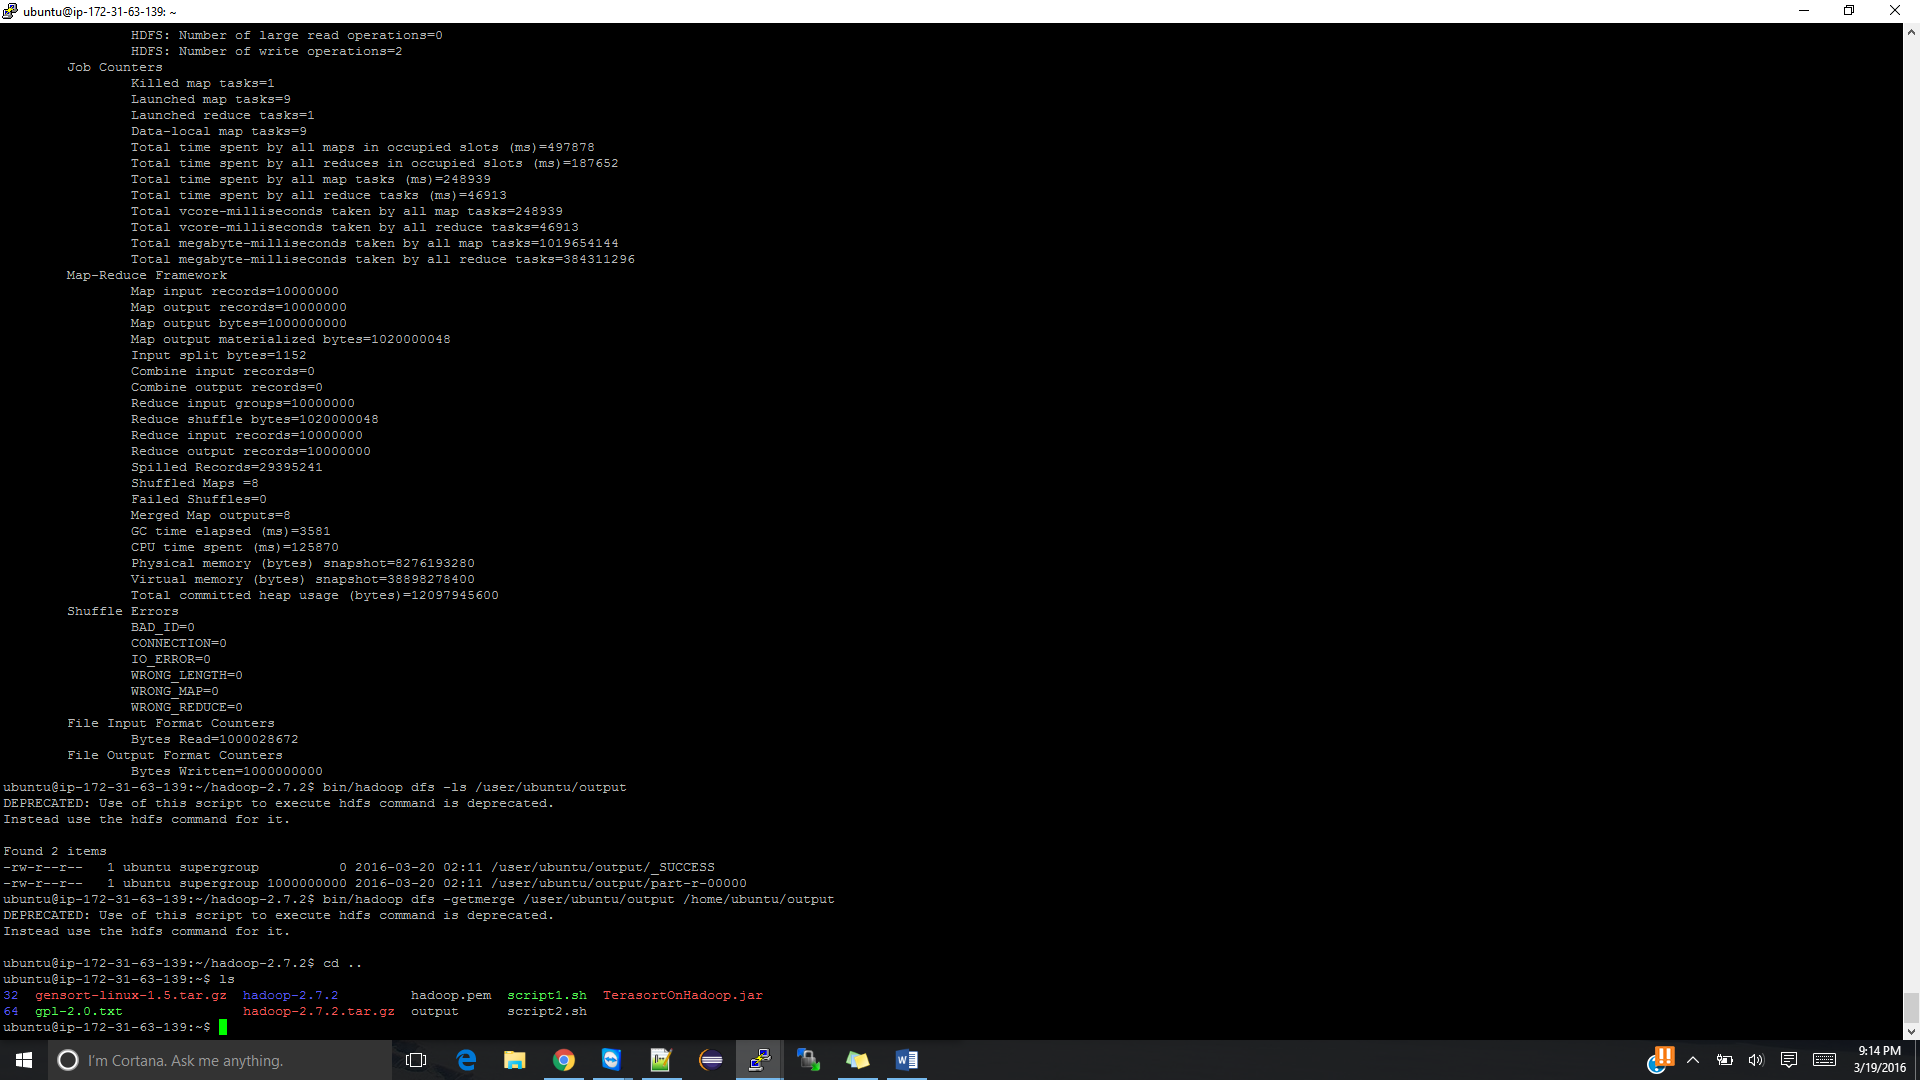 ubuntu@ip-172-31-63-139: ~
HDFS: Number of large read operations=0
HDFS: Number of write operations=2
Job Counters
Killed map tasks=1
Launched map tasks=9
Launched reduce tasks=1
Data-local map tasks=9
Total time spent by all maps in occupied slots (ms)=497878
Total time spent by all reduces in occupied slots (ms)=187652
Total time spent by all map tasks (ms)=248939
Total time spent by all reduce tasks (ms)=46913
Total vcore-milliseconds taken by all map tasks=248939
Total vcore-milliseconds taken by all reduce tasks=46913
Total megabyte-milliseconds taken by all map tasks=1019654144
Total megabyte-milliseconds taken by all reduce tasks=384311296
Map-Reduce Framework
Map input records=10000000
Map output records=10000000
Map output bytes=1000000000
Map output materialized bytes=1020000048
Input split bytes=1152
Combine input records=0
Combine output records=0
Reduce input groups=10000000
Reduce shuffle bytes=1020000048
Reduce input records=10000000
Reduce output records=10000000
Spilled Records=29395241
Shuffled Maps =8
Failed Shuffles=0
Merged Map outputs=8
GC time elapsed (ms)=3581
CPU time spent (ms)=125870
Physical memory (bytes) snapshot=8276193280
Virtual memory (bytes) snapshot=38898278400
Total committed heap usage (bytes)=12097945600
Shuffle Errors
BAD_ID=0
CONNECTION=0
IO_ERROR=0
WRONG_LENGTH=0
WRONG_MAP=0
WRONG_REDUCE=0
File Input Format Counters
Bytes Read=1000028672
File Output Format Counters
Bytes Written=1000000000
ubuntu@ip-172-31-63-139:~/hadoop-2.7.2$ bin/hadoop dfs -ls /user/ubuntu/output
DEPRECATED: Use of this script to execute hdfs command is deprecated.
Instead use the hdfs command for it.
Found 2 items
-rw-r--r--   1 ubuntu supergroup          0 2016-03-20 02:11 /user/ubuntu/output/_SUCCESS
-rw-r--r--   1 ubuntu supergroup 1000000000 2016-03-20 02:11 /user/ubuntu/output/part-r-00000
ubuntu@ip-172-31-63-139:~/hadoop-2.7.2$ bin/hadoop dfs -getmerge /user/ubuntu/output /home/ubuntu/output
DEPRECATED: Use of this script to execute hdfs command is deprecated.
Instead use the hdfs command for it.
ubuntu@ip-172-31-63-139:~/hadoop-2.7.2$ cd ..
ubuntu@ip-172-31-63-139:~$ ls
32  gensort-linux-1.5.tar.gz  hadoop-2.7.2         hadoop.pem  script1.sh  TerasortOnHadoop.jar
64  gpl-2.0.txt               hadoop-2.7.2.tar.gz  output      script2.sh
ubuntu@ip-172-31-63-139:~$
I'm Cortana. Ask me anything.
9:14 PM
3/19/2016